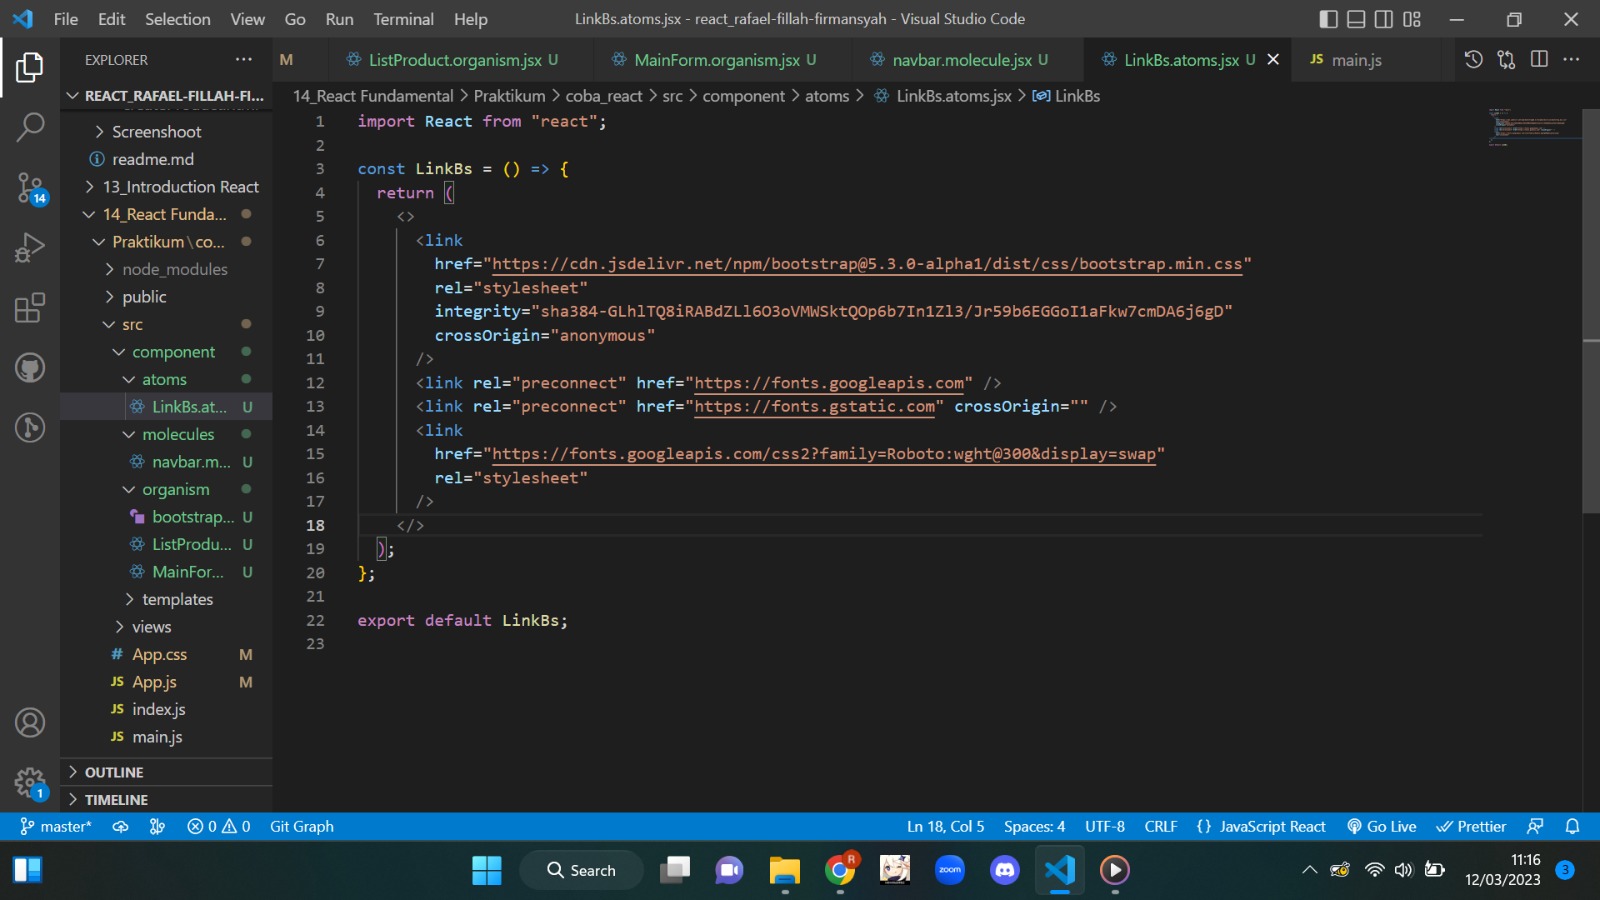 File Edit Selection View Go Run Terminal Help
LinkBs.atoms.jsx - react_rafael-fillah-firmansyah - Visual Studio Code
EXPLORER
M
ListProduct.organism.jsx U
MainForm.organism.jsx U
navbar.molecule.jsx U
LinkBs.atoms.jsx U
JS main.js
REACT_RAFAEL-FILLAH-FI...
14_React Fundamental > Praktikum > coba_react > src > component > atoms > LinkBs.atoms.jsx > LinkBs
Screenshoot
readme.md
13_Introduction React
14_React Funda...
Praktikum\co...
node_modules
public
src
component
atoms
LinkBs.at... U
molecules
navbar.m... U
organism
bootstrap... U
ListProdu... U
MainFor... U
templates
views
# App.css M
JS App.js M
JS index.js
JS main.js
OUTLINE
TIMELINE
14
1
1 import React from "react";
2
3 const LinkBs = () => {
4 return (
5 <>
6 <link
7 href="https://cdn.jsdelivr.net/npm/bootstrap@5.3.0-alpha1/dist/css/bootstrap.min.css"
8 rel="stylesheet"
9 integrity="sha384-GLhlTQ8iRABdZLl6O3oVMWSktQOp6b7In1Zl3/Jr59b6EGGoI1aFkw7cmDA6j6gD"
10 crossOrigin="anonymous"
11 />
12 <link rel="preconnect" href="https://fonts.googleapis.com" />
13 <link rel="preconnect" href="https://fonts.gstatic.com" crossOrigin="" />
14 <link
15 href="https://fonts.googleapis.com/css2?family=Roboto:wght@300&display=swap"
16 rel="stylesheet"
17 />
18 </>
19 );
20 };
21
22 export default LinkBs;
23
master* 0 0 Git Graph
Ln 18, Col 5 Spaces: 4 UTF-8 CRLF {} JavaScript React Go Live Prettier
Search
R
zoom
11:16
12/03/2023
3